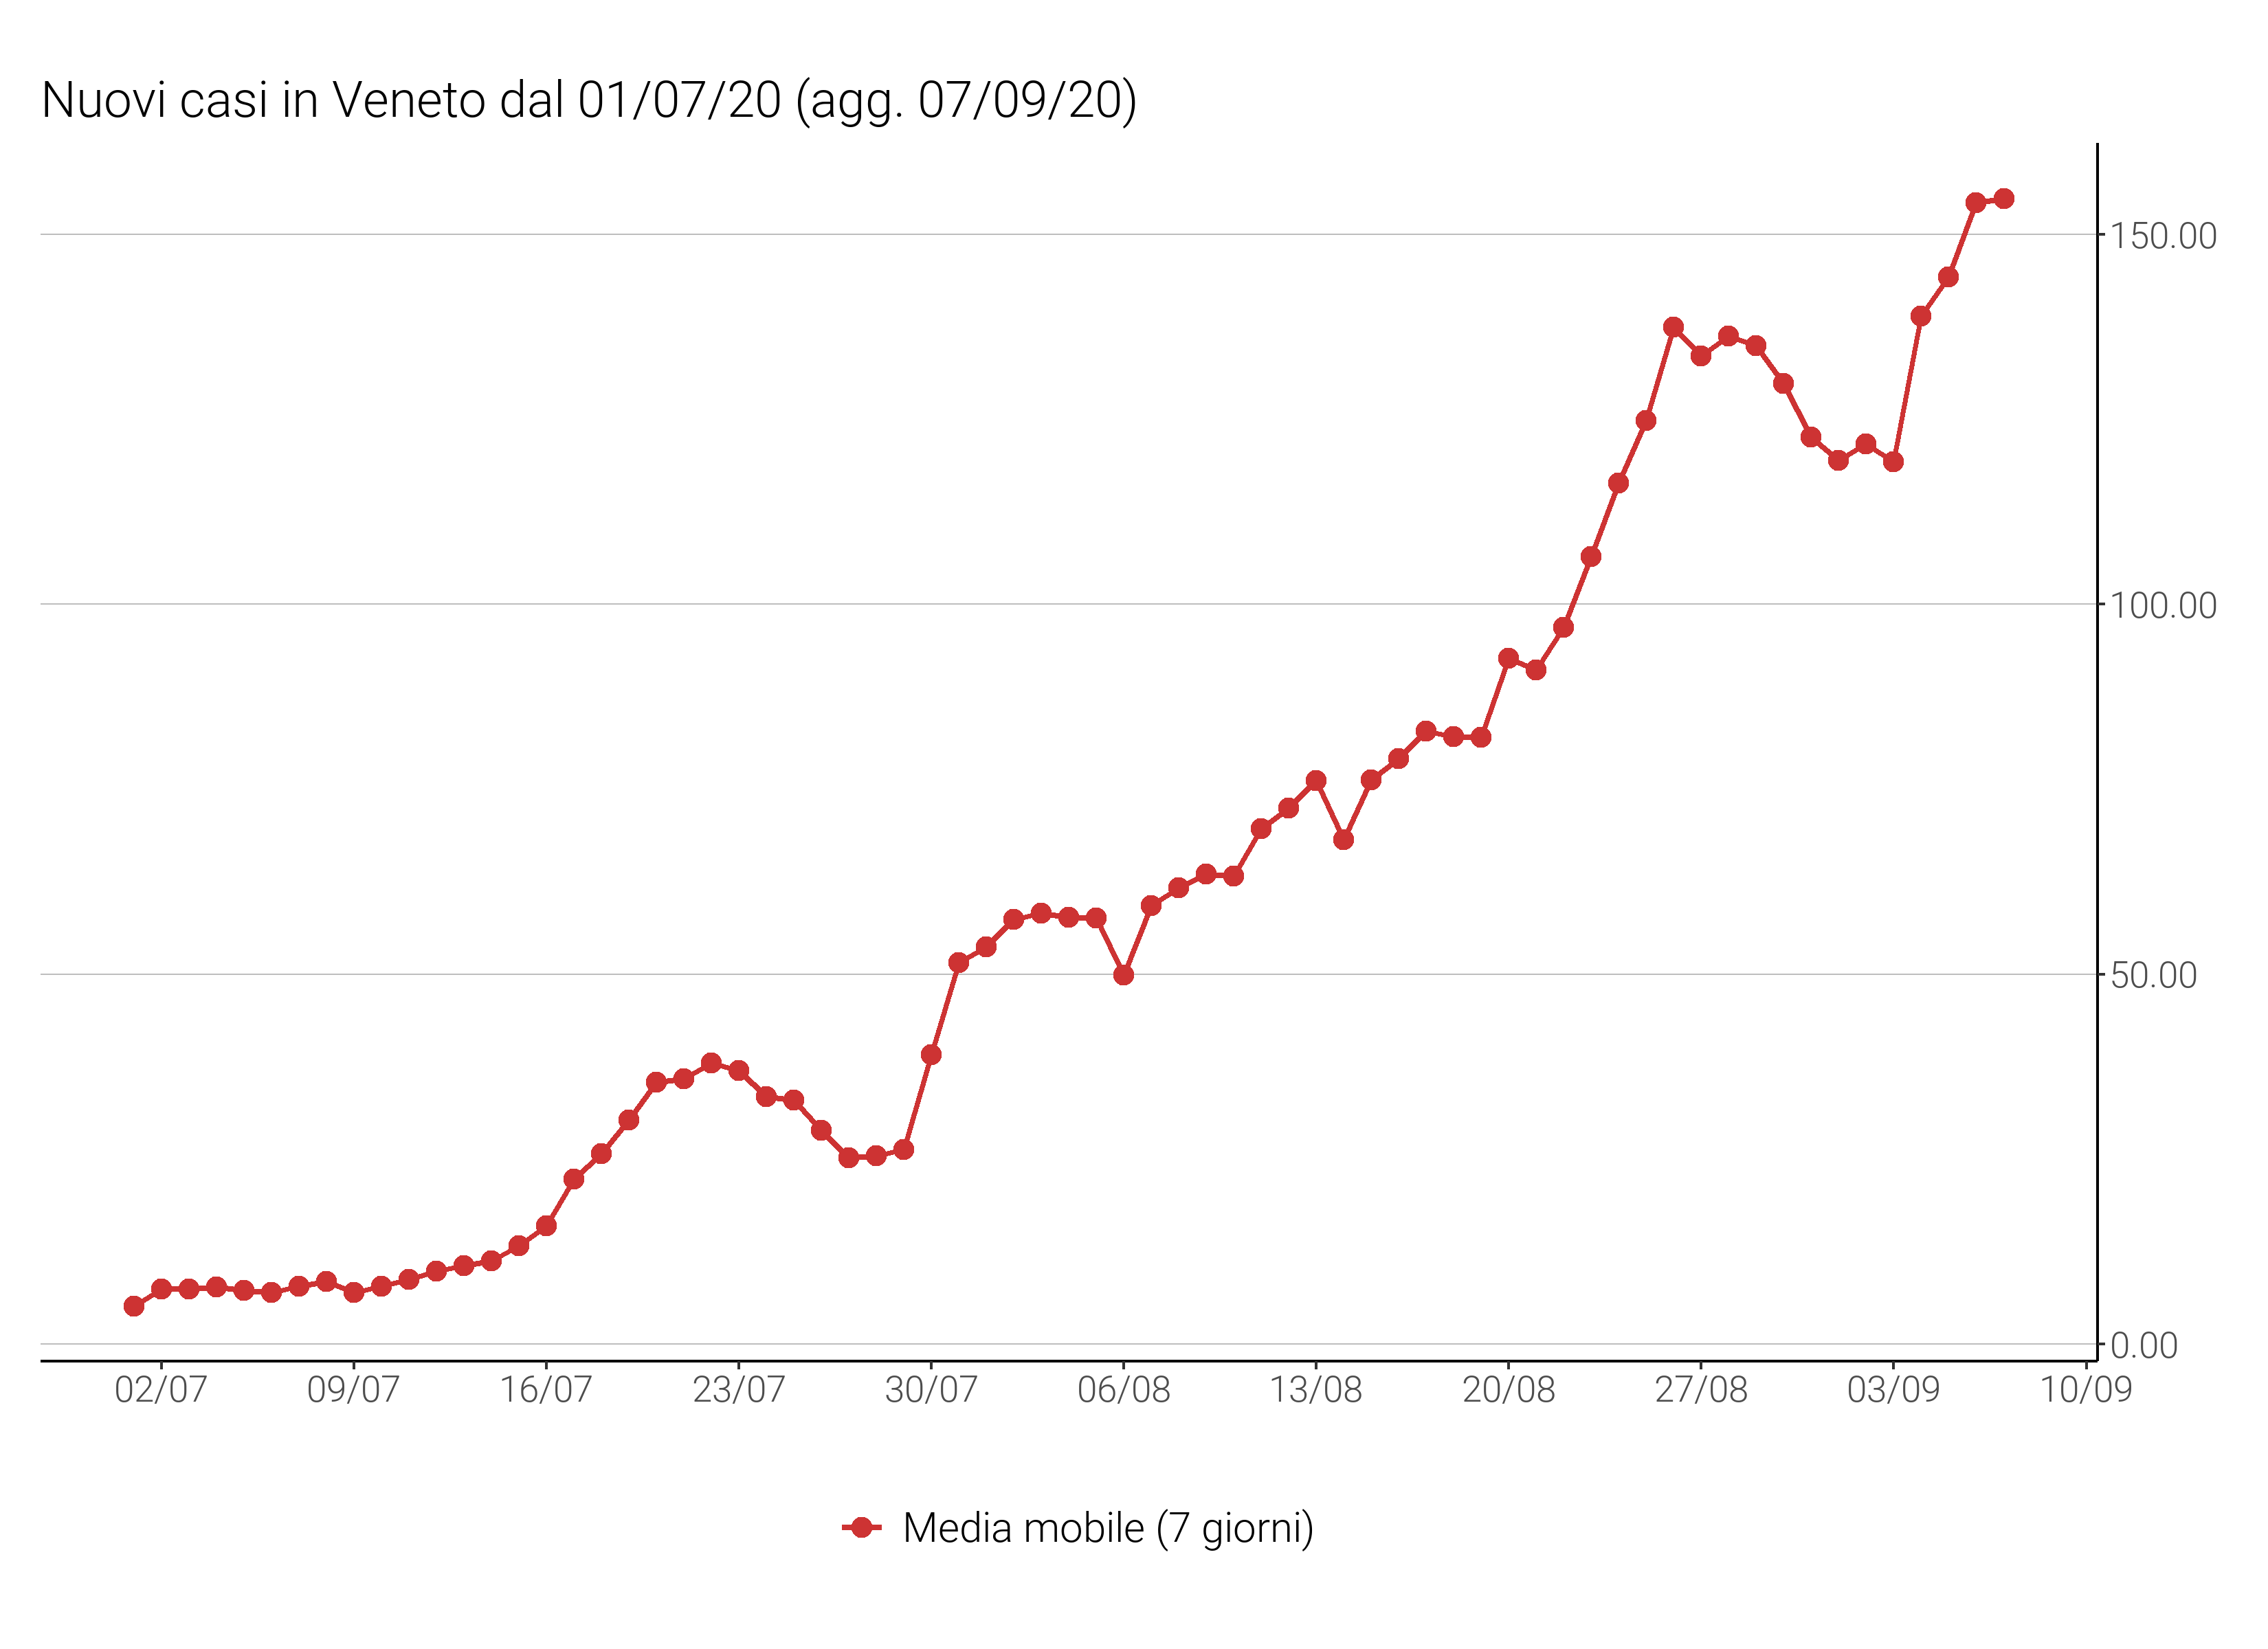 Nuovi casi in Veneto dal 01/07/20 (agg. 07/09/20)
150.00
100.00
50.00
0.00
02/07 09/07 16/07 23/07 30/07 06/08 13/08 20/08 27/08 03/09 10/09
Media mobile (7 giorni)